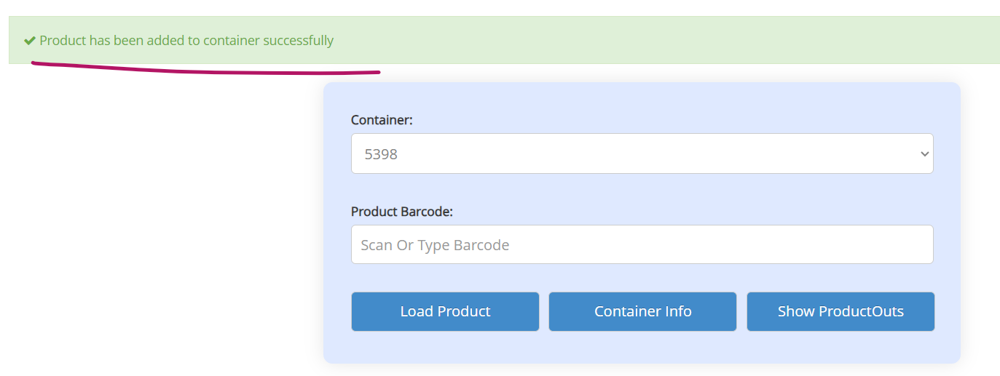 Product has been added to container successfully
Container:
5398
Product Barcode:
Scan Or Type Barcode
Load Product
Container Info
Show ProductOuts